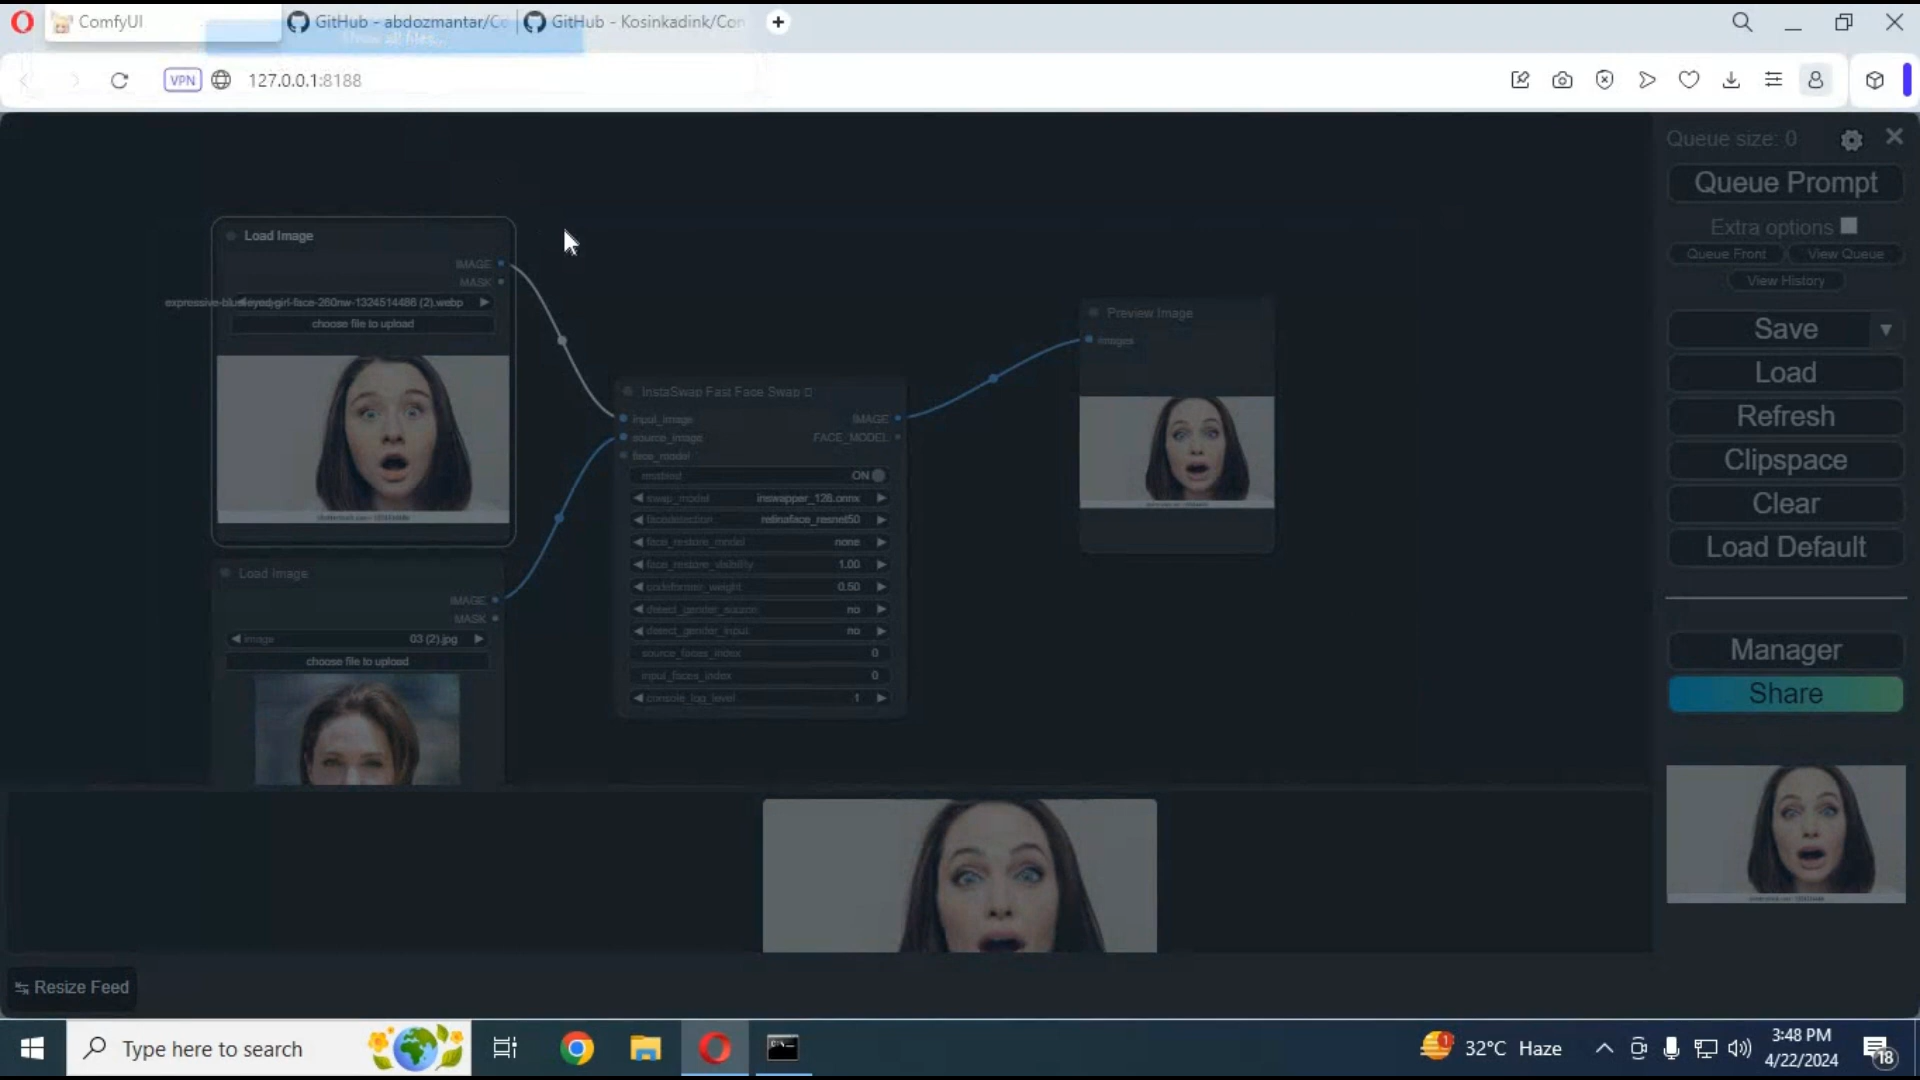 ComfyUI
GitHub - abdozmantar/Co
GitHub - Kosinkadink/Com
VPN
127.0.0.1:8188
Queue size: 0
Queue Prompt
Extra options
Queue Front
View Queue
View History
Save
Load
Refresh
Clipspace
Clear
Load Default
Manager
Share
Load Image
IMAGE
MASK
choose file to upload
Load Image
IMAGE
MASK
image 03 (2).jpg
choose file to upload
InstaSwap Fast Face Swap
input_image IMAGE
source_image FACE_MODEL
face_model
enabled ON
swap_model inswapper_128.onnx
facedetection retinaface_resnet50
face_restore_model none
face_restore_visibility 1.00
codeformer_weight 0.50
detect_gender_source no
detect_gender_input no
source_faces_index 0
input_faces_index 0
console_log_level 1
Preview Image
images
Resize Feed
Type here to search
32°C Haze
3:48 PM
4/22/2024
18